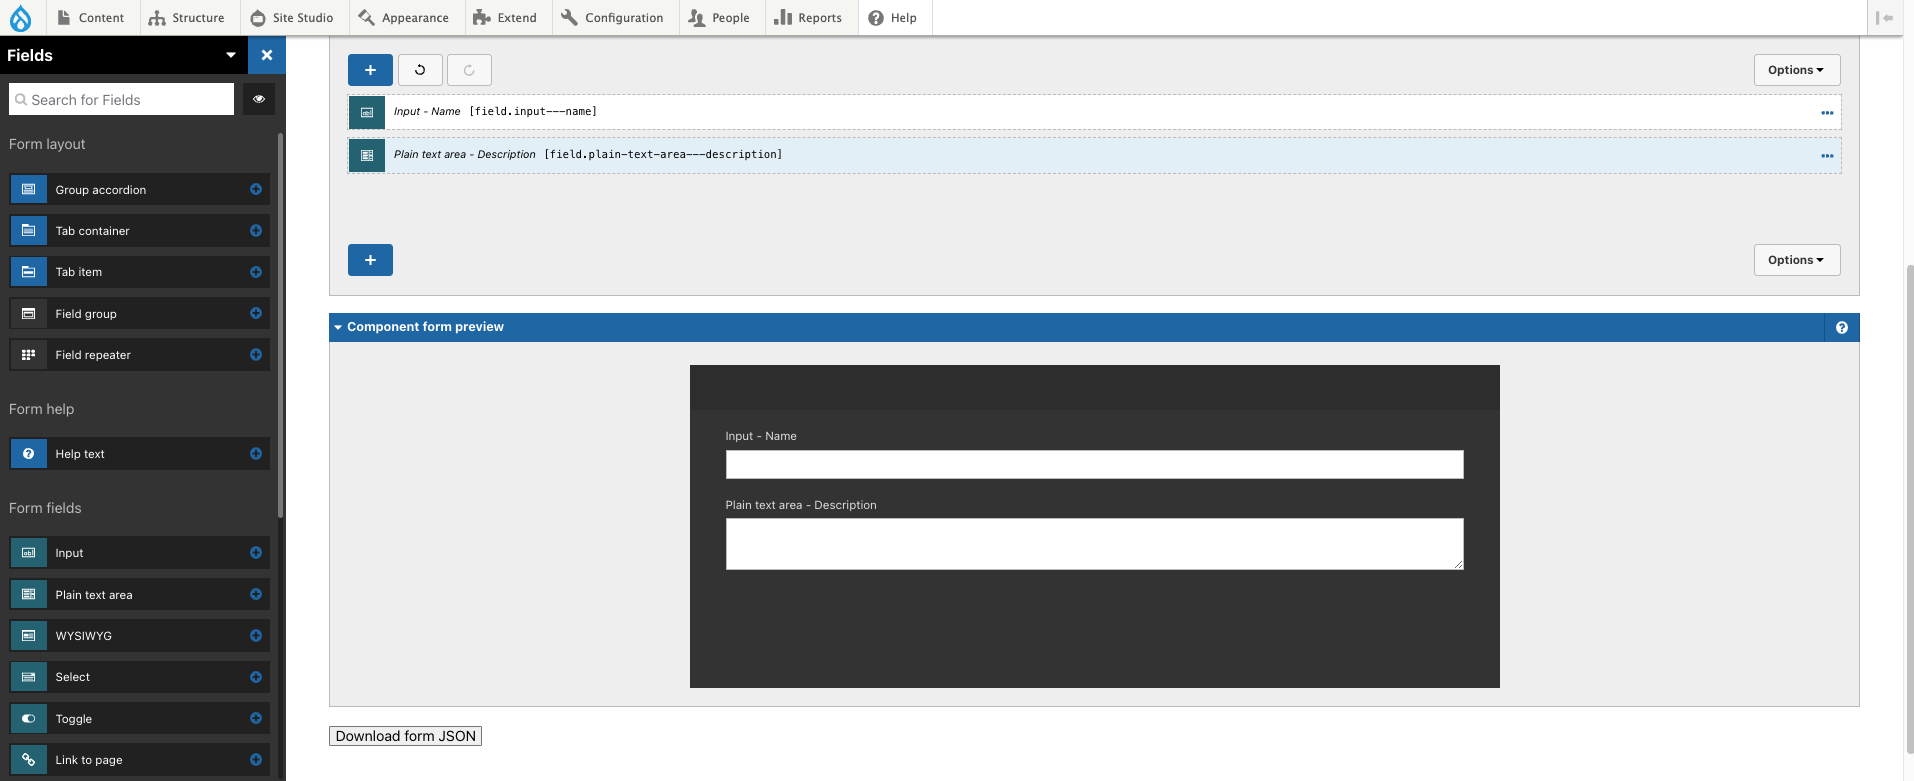 Content
Structure
Site Studio
Appearance
Extend
Configuration
People
Reports
Help
Fields
Search for Fields
Form layout
Group accordion
Tab container
Tab item
Field group
Field repeater
Form help
Help text
Form fields
Input
Plain text area
WYSIWYG
Select
Toggle
Link to page
Options
Input - Name [field.input---name]
Plain text area - Description [field.plain-text-area---description]
Options
Component form preview
Input - Name
Plain text area - Description
Download form JSON